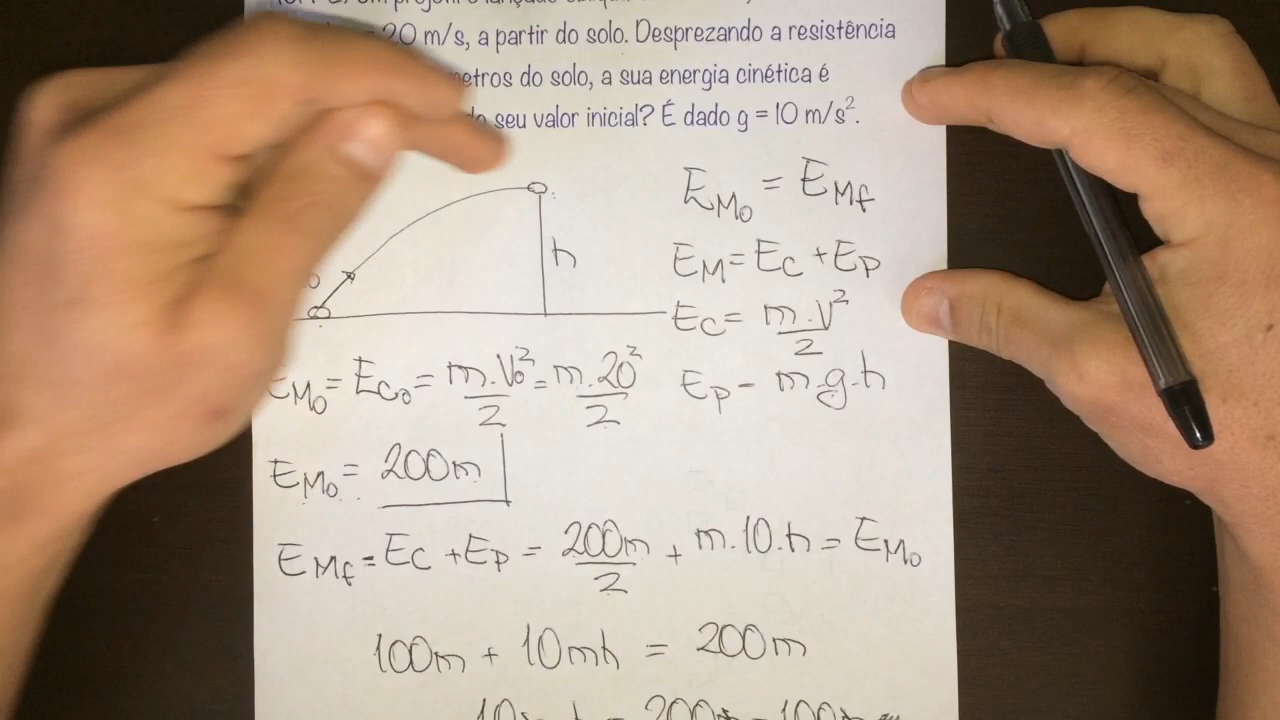 20 m/s, a partir do solo. Desprezando a resistência
etros do solo, a sua energia cinética é
seu valor inicial? É dado g = 10 m/s².
h
E_M₀ = E_Mf
E_M = E_C + E_P
E_C = m.V²/2
E_P = m.g.h
E_M₀ = E_C₀ = m.V₀²/2 = m.20²/2
E_M₀ = 200m
E_Mf = E_C + E_P = 200m/2 + m.10.h = E_M₀
100m + 10mh = 200m